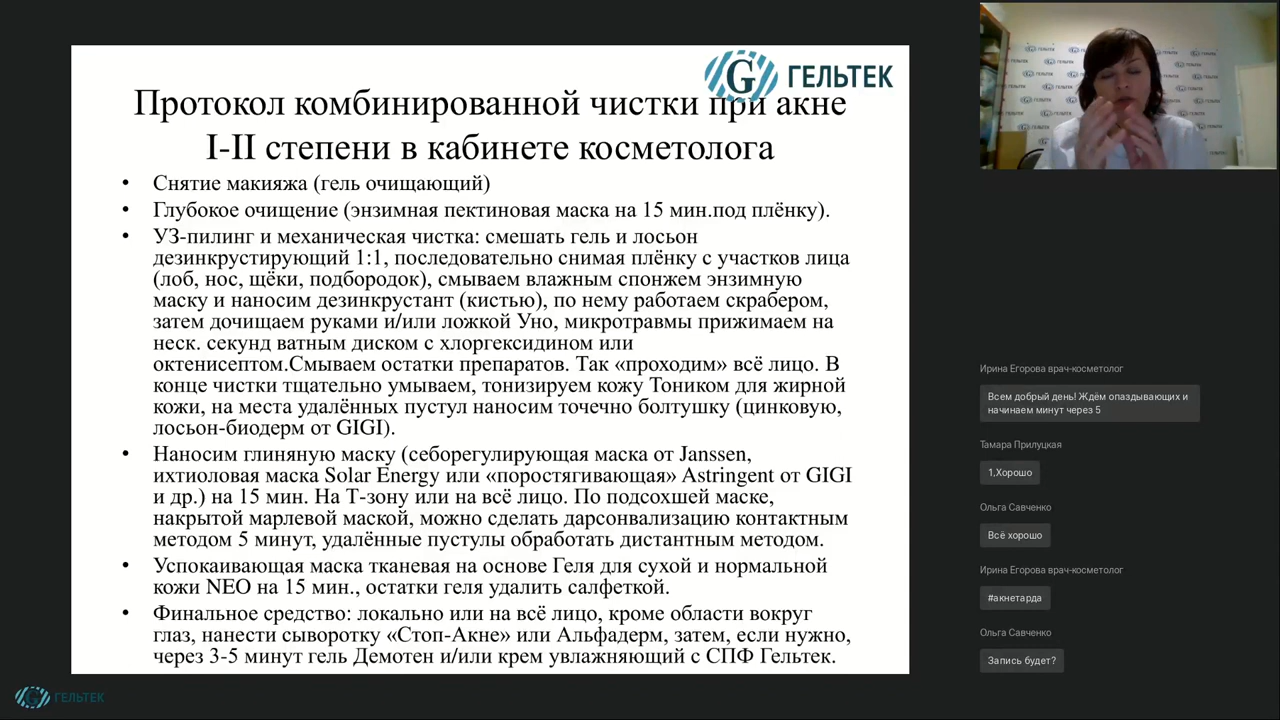 ГЕЛЬТЕК
Протокол комбинированной чистки при акне
I-II степени в кабинете косметолога
• Снятие макияжа (гель очищающий)
• Глубокое очищение (энзимная пектиновая маска на 15 мин.под плёнку).
• УЗ-пилинг и механическая чистка: смешать гель и лосьон
дезинкрустирующий 1:1, последовательно снимая плёнку с участков лица
(лоб, нос, щёки, подбородок), смываем влажным спонжем энзимную
маску и наносим дезинкрустант (кистью), по нему работаем скрабером,
затем дочищаем руками и/или ложкой Уно, микротравмы прижимаем на
неск. секунд ватным диском с хлоргексидином или
октенисептом.Смываем остатки препаратов. Так «проходим» всё лицо. В
конце чистки тщательно умываем, тонизируем кожу Тоником для жирной
кожи, на места удалённых пустул наносим точечно болтушку (цинковую,
лосьон-биодерм от GIGI).
• Наносим глиняную маску (себорегулирующая маска от Janssen,
ихтиоловая маска Solar Energy или «поростягивающая» Astringent от GIGI
и др.) на 15 мин. На Т-зону или на всё лицо. По подсохшей маске,
накрытой марлевой маской, можно сделать дарсонвализацию контактным
методом 5 минут, удалённые пустулы обработать дистантным методом.
• Успокаивающая маска тканевая на основе Геля для сухой и нормальной
кожи NEO на 15 мин., остатки геля удалить салфеткой.
• Финальное средство: локально или на всё лицо, кроме области вокруг
глаз, нанести сыворотку «Стоп-Акне» или Альфадерм, затем, если нужно,
через 3-5 минут гель Демотен и/или крем увлажняющий с СПФ Гельтек.
ГЕЛЬТЕК
Ирина Егорова врач-косметолог
Всем добрый день! Ждём опаздывающих и
начинаем минут через 5
Тамара Прилуцкая
1,Хорошо
Ольга Савченко
Всё хорошо
Ирина Егорова врач-косметолог
#акнетарда
Ольга Савченко
Запись будет?